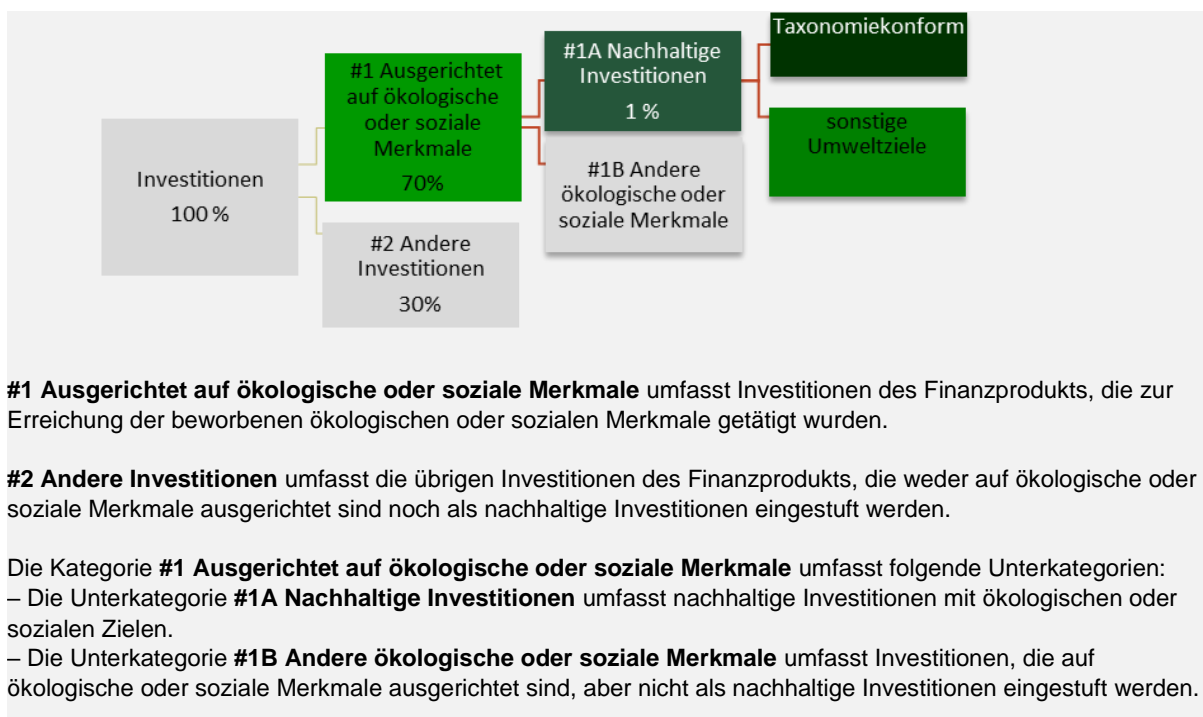 Taxonomiekonform
#1A Nachhaltige
Investitionen
1 %
#1 Ausgerichtet
auf ökologische
oder soziale
Merkmale
70%
sonstige
Umweltziele
Investitionen
100 %
#1B Andere
ökologische oder
soziale Merkmale
#2 Andere
Investitionen
30%
#1 Ausgerichtet auf ökologische oder soziale Merkmale umfasst Investitionen des Finanzprodukts, die zur
Erreichung der beworbenen ökologischen oder sozialen Merkmale getätigt wurden.
#2 Andere Investitionen umfasst die übrigen Investitionen des Finanzprodukts, die weder auf ökologische oder
soziale Merkmale ausgerichtet sind noch als nachhaltige Investitionen eingestuft werden.
Die Kategorie #1 Ausgerichtet auf ökologische oder soziale Merkmale umfasst folgende Unterkategorien:
– Die Unterkategorie #1A Nachhaltige Investitionen umfasst nachhaltige Investitionen mit ökologischen oder
sozialen Zielen.
– Die Unterkategorie #1B Andere ökologische oder soziale Merkmale umfasst Investitionen, die auf
ökologische oder soziale Merkmale ausgerichtet sind, aber nicht als nachhaltige Investitionen eingestuft werden.